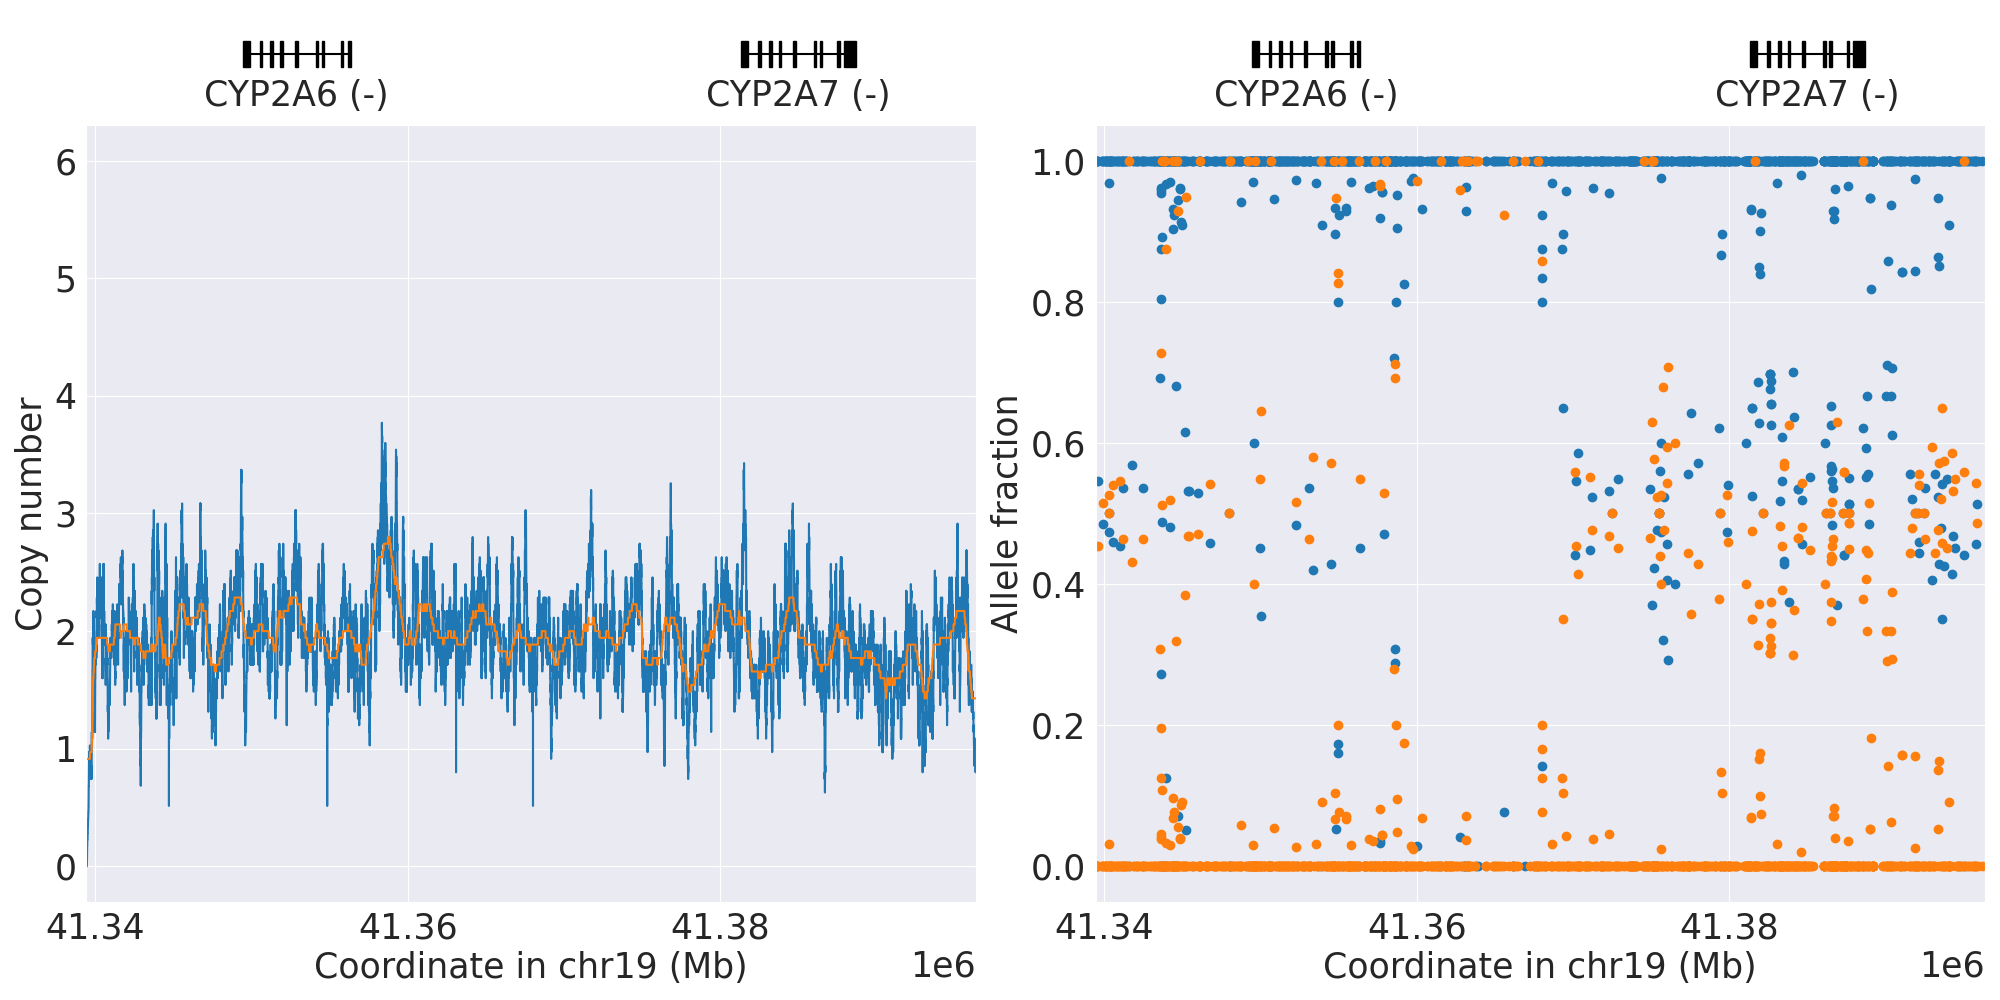 CYP2A6 (-)
CYP2A7 (-)
CYP2A6 (-)
CYP2A7 (-)
Copy number
6
5
4
3
2
1
0
41.34
41.36
41.38
Coordinate in chr19 (Mb)
1e6
Allele fraction
1.0
0.8
0.6
0.4
0.2
0.0
41.34
41.36
41.38
Coordinate in chr19 (Mb)
1e6